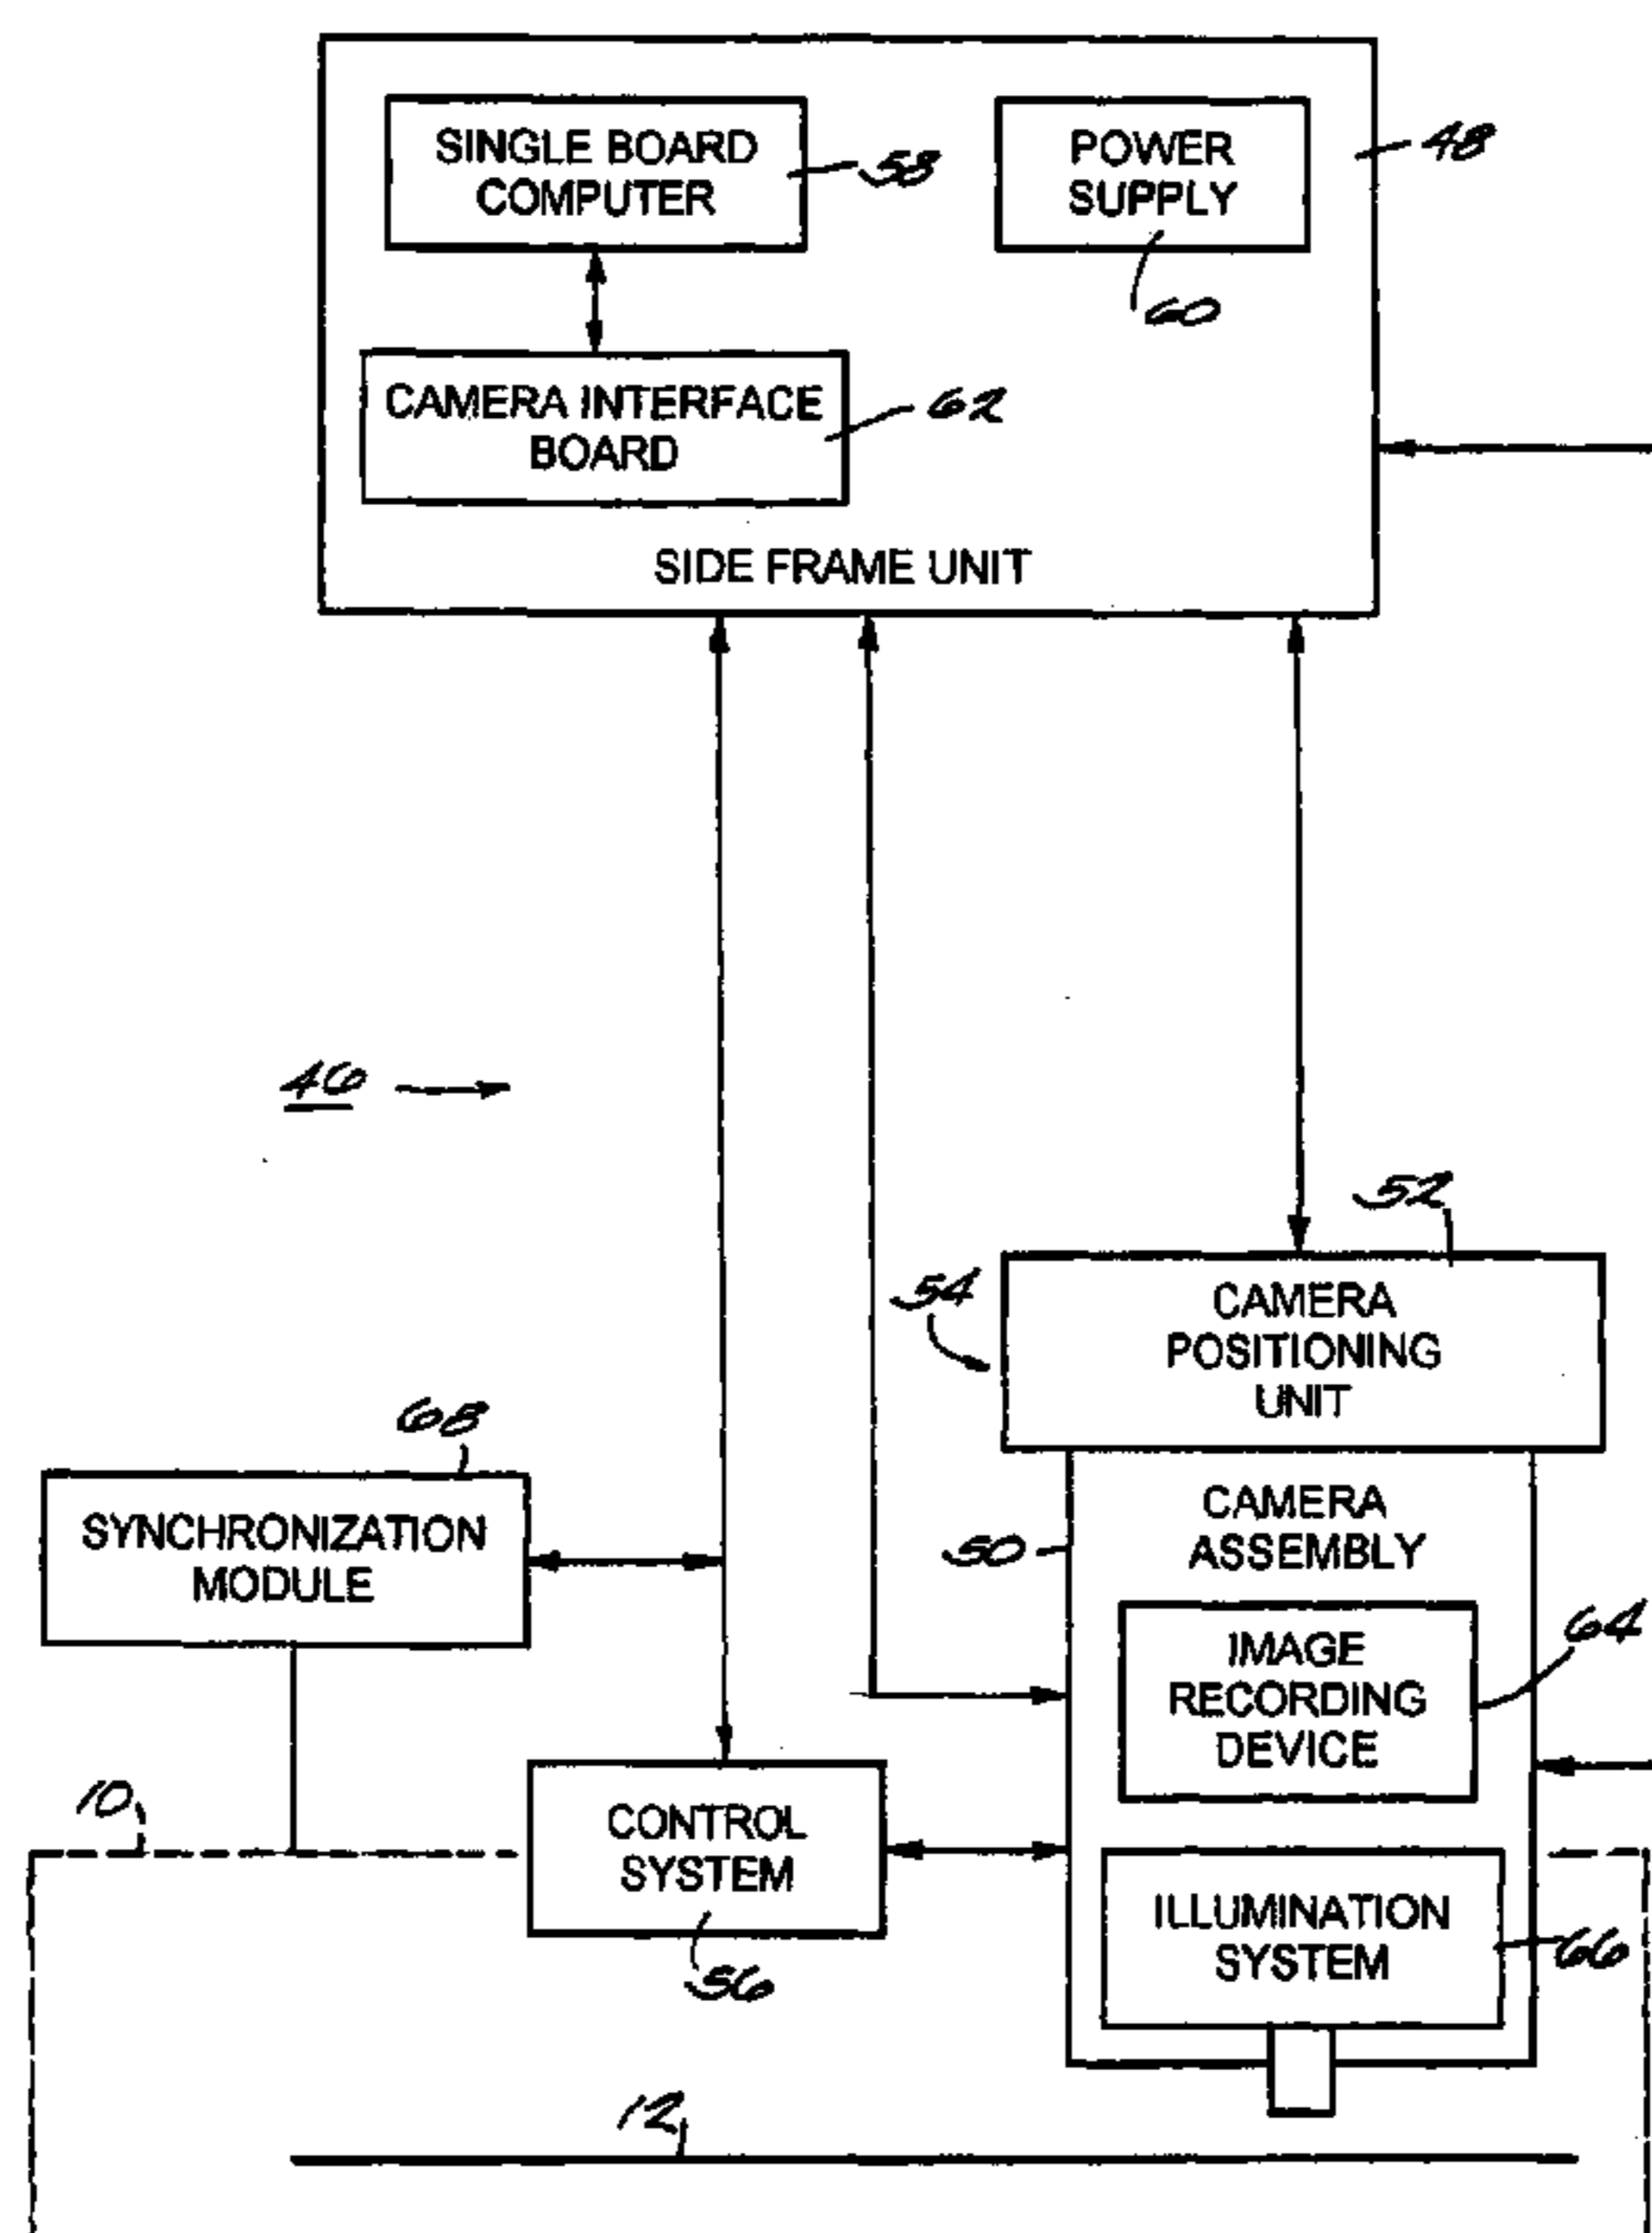 SINGLE BOARD
COMPUTER
58
POWER
SUPPLY
60
48
CAMERA INTERFACE
BOARD
62
SIDE FRAME UNIT
46
52
54
CAMERA
POSITIONING
UNIT
68
SYNCHRONIZATION
MODULE
50
CAMERA
ASSEMBLY
64
IMAGE
RECORDING
DEVICE
10
CONTROL
SYSTEM
56
ILLUMINATION
SYSTEM
66
12